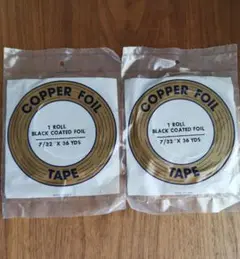 COPPER FOIL
1 ROLL
BLACK COATED FOIL
7/32" X 36 YDS
TAPE
COPPER FOIL
1 ROLL
BLACK COATED FOIL
7/32" X 36 YDS
TAPE